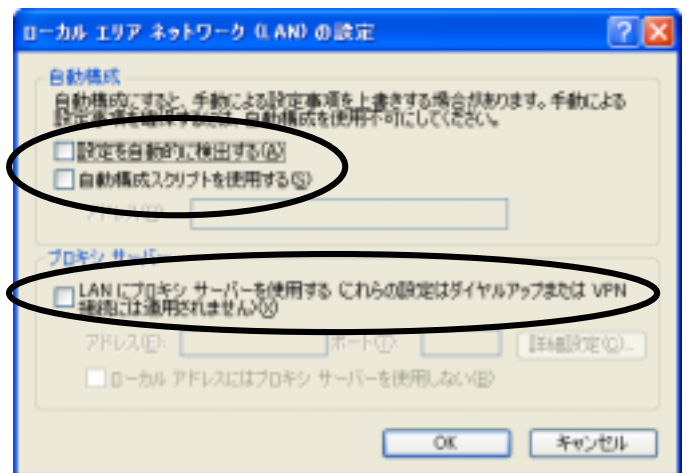 ローカル エリア ネットワーク (LAN) の設定
自動構成
自動構成にすると、手動による設定事項を上書きする場合があります。手動による
設定事項を確保するには、自動構成を使用不可にしてください。
設定を自動的に検出する(A)
自動構成スクリプトを使用する(S)
アドレス(R):
プロキシ サーバー
LAN にプロキシ サーバーを使用する (これらの設定はダイヤルアップまたは VPN
接続には適用されません)(X)
アドレス(E): ポート(T): 詳細設定(C)...
ローカル アドレスにはプロキシ サーバーを使用しない(B)
OK キャンセル